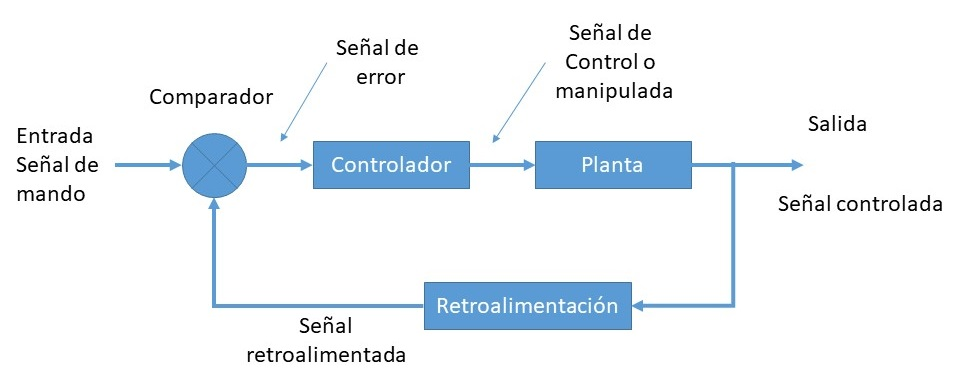 Señal de
error
Señal de
Control o
manipulada
Comparador
Entrada
Señal de
mando
Salida
Controlador
Planta
Señal controlada
Retroalimentación
Señal
retroalimentada